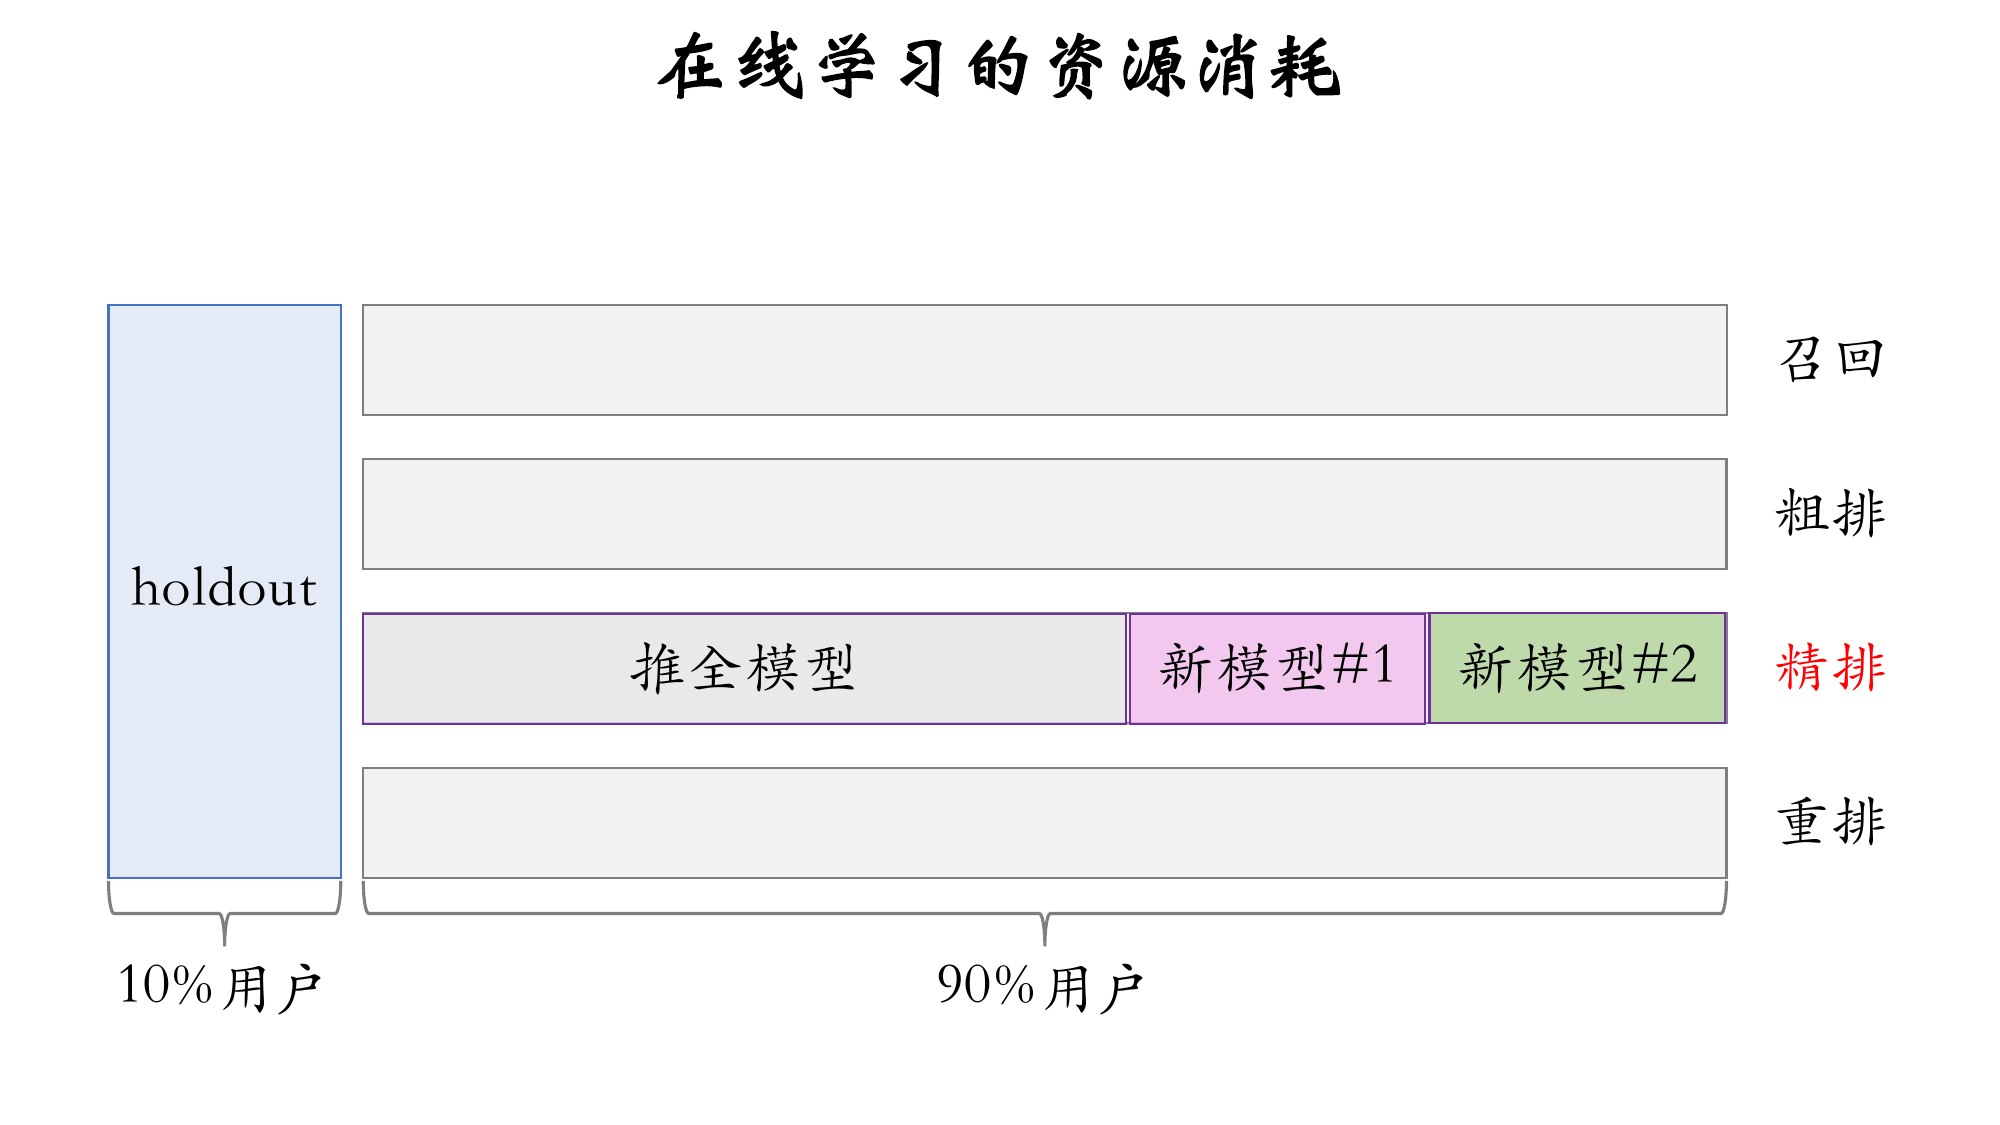 在线学习的资源消耗
holdout
召回
粗排
推全模型
新模型#1
新模型#2
精排
重排
10%用户
90%用户